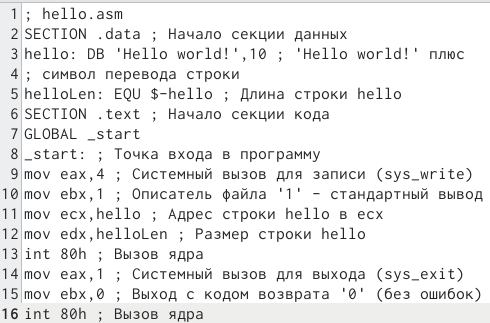 1 ; hello.asm
2 SECTION .data ; Начало секции данных
3 hello: DB 'Hello world!',10 ; 'Hello world!' плюс
4 ; символ перевода строки
5 helloLen: EQU $-hello ; Длина строки hello
6 SECTION .text ; Начало секции кода
7 GLOBAL _start
8 _start: ; Точка входа в программу
9 mov eax,4 ; Системный вызов для записи (sys_write)
10 mov ebx,1 ; Описатель файла '1' - стандартный вывод
11 mov ecx,hello ; Адрес строки hello в ecx
12 mov edx,helloLen ; Размер строки hello
13 int 80h ; Вызов ядра
14 mov eax,1 ; Системный вызов для выхода (sys_exit)
15 mov ebx,0 ; Выход с кодом возврата '0' (без ошибок)
16 int 80h ; Вызов ядра